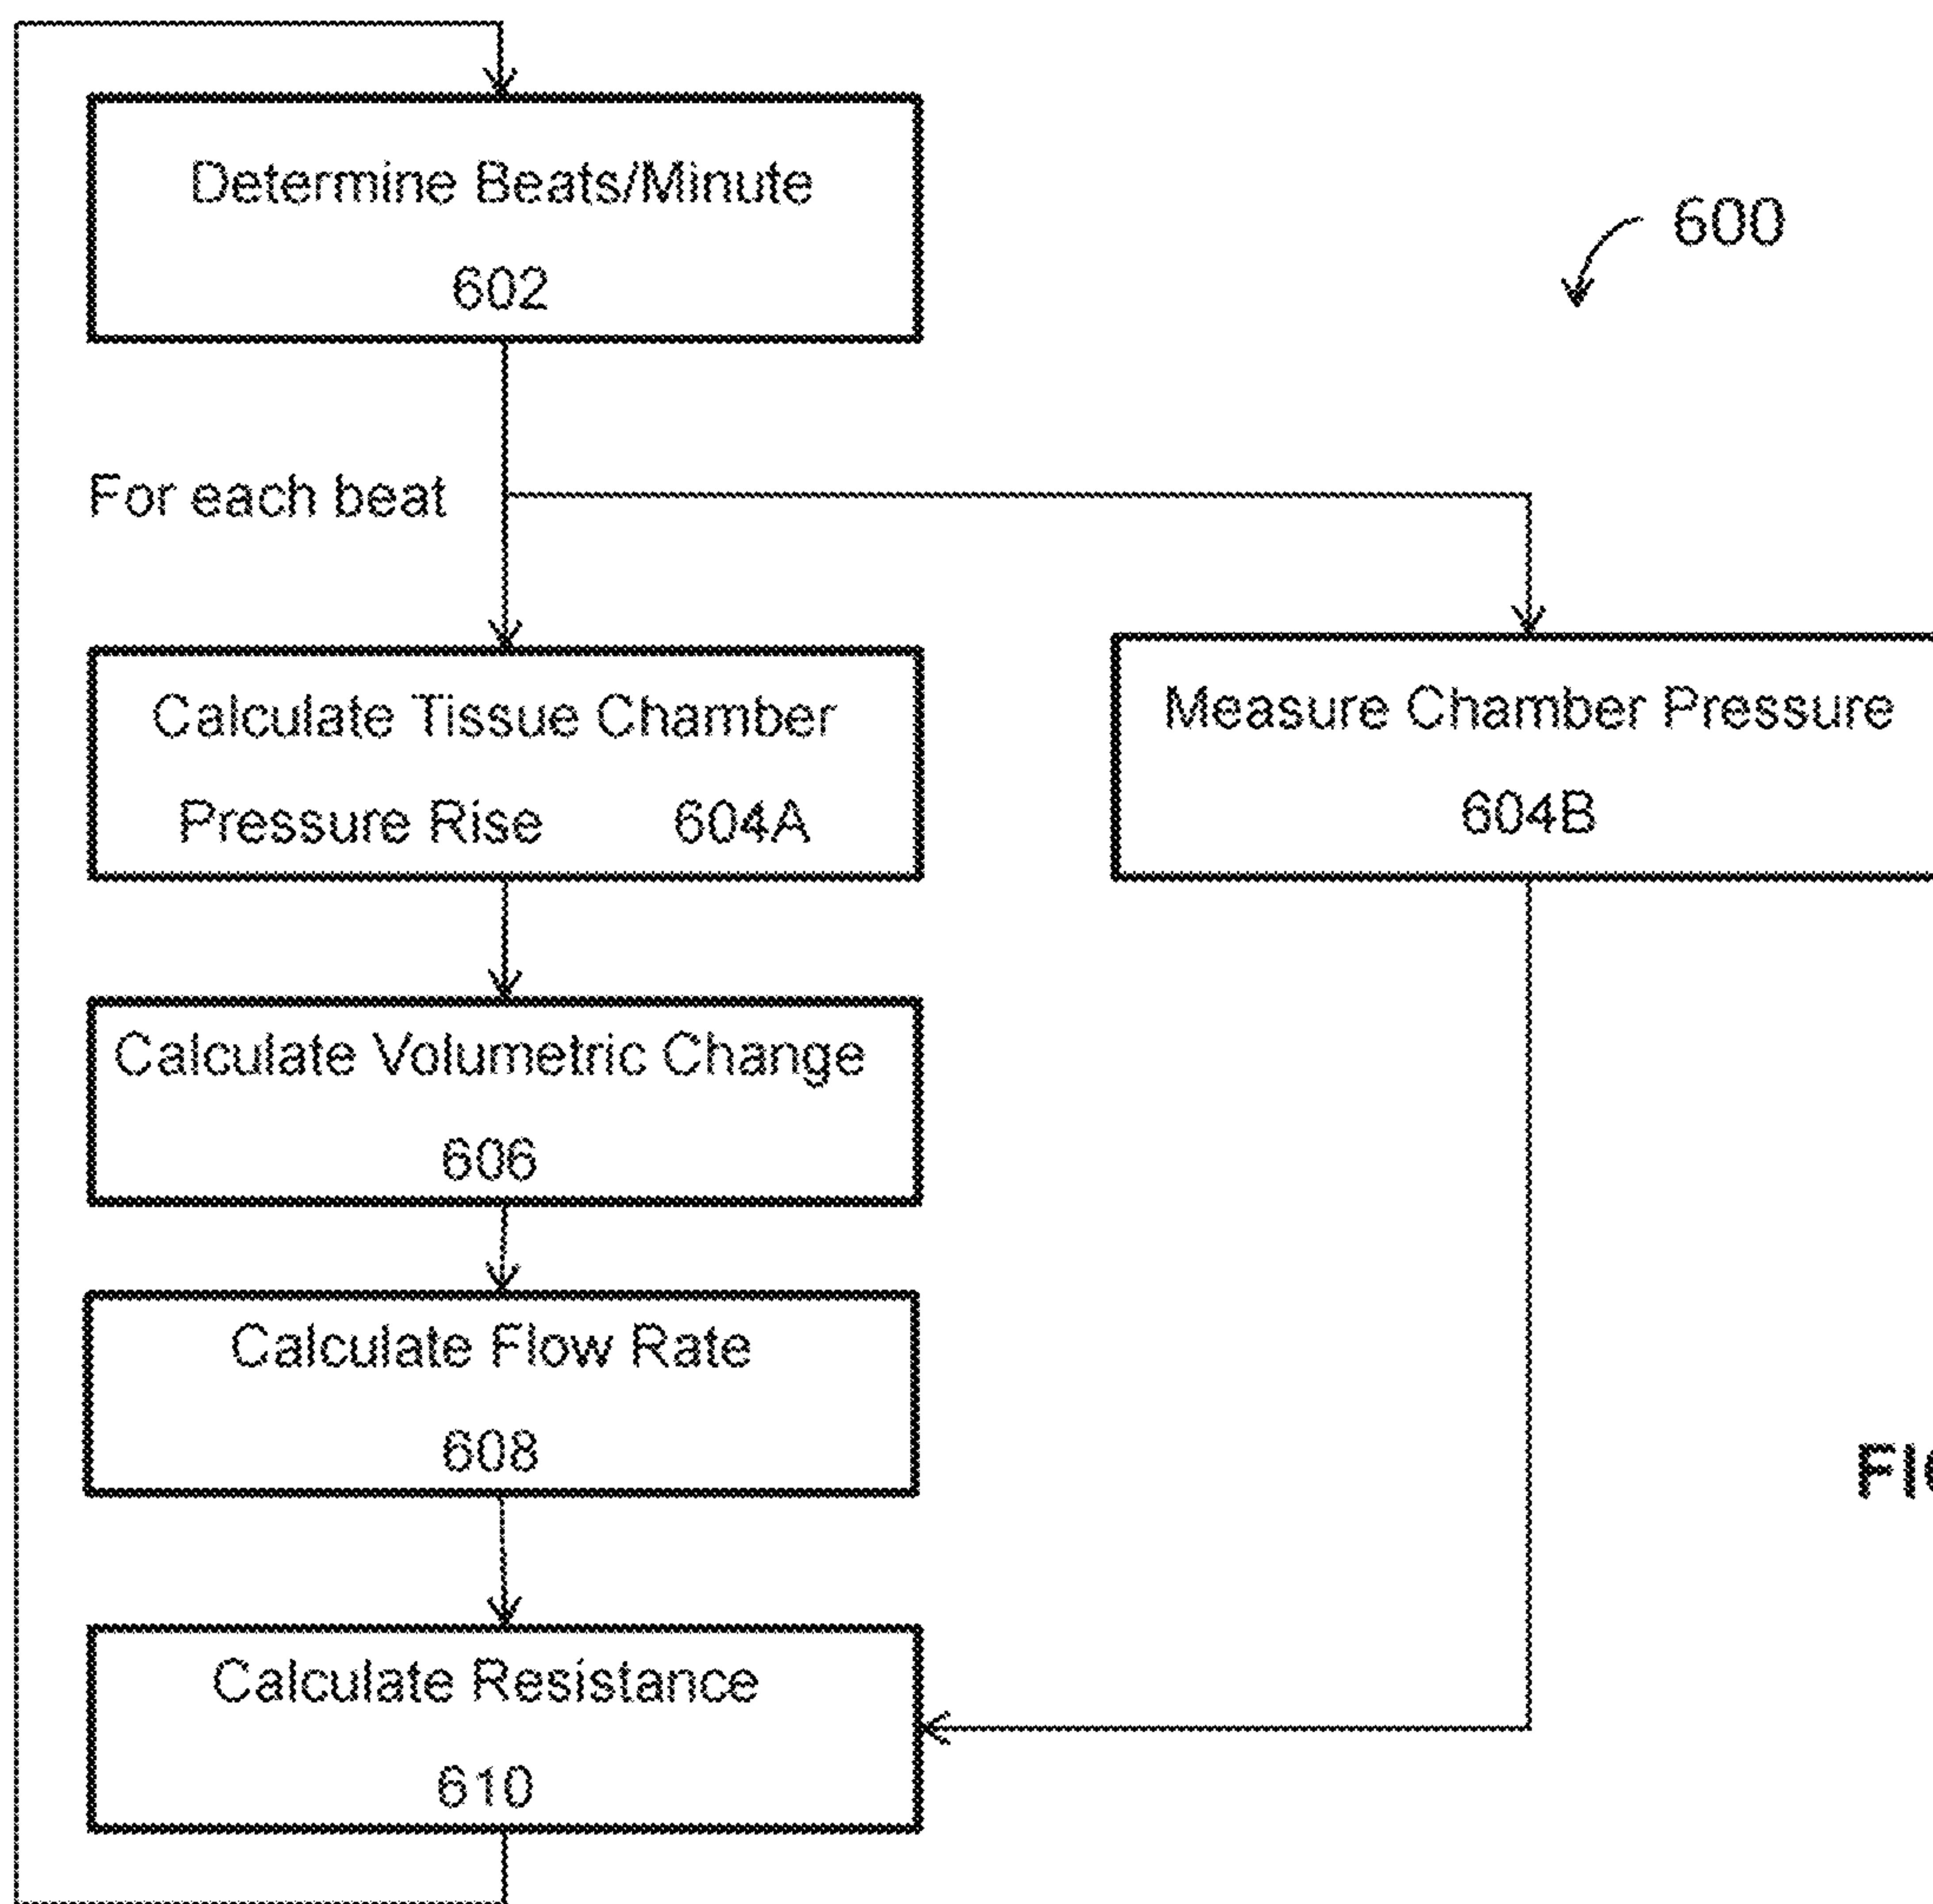 Determine Beats/Minute
602
600
For each beat
Calculate Tissue Chamber
Pressure Rise 604A
Measure Chamber Pressure
604B
Calculate Volumetric Change
606
Calculate Flow Rate
608
Calculate Resistance
610